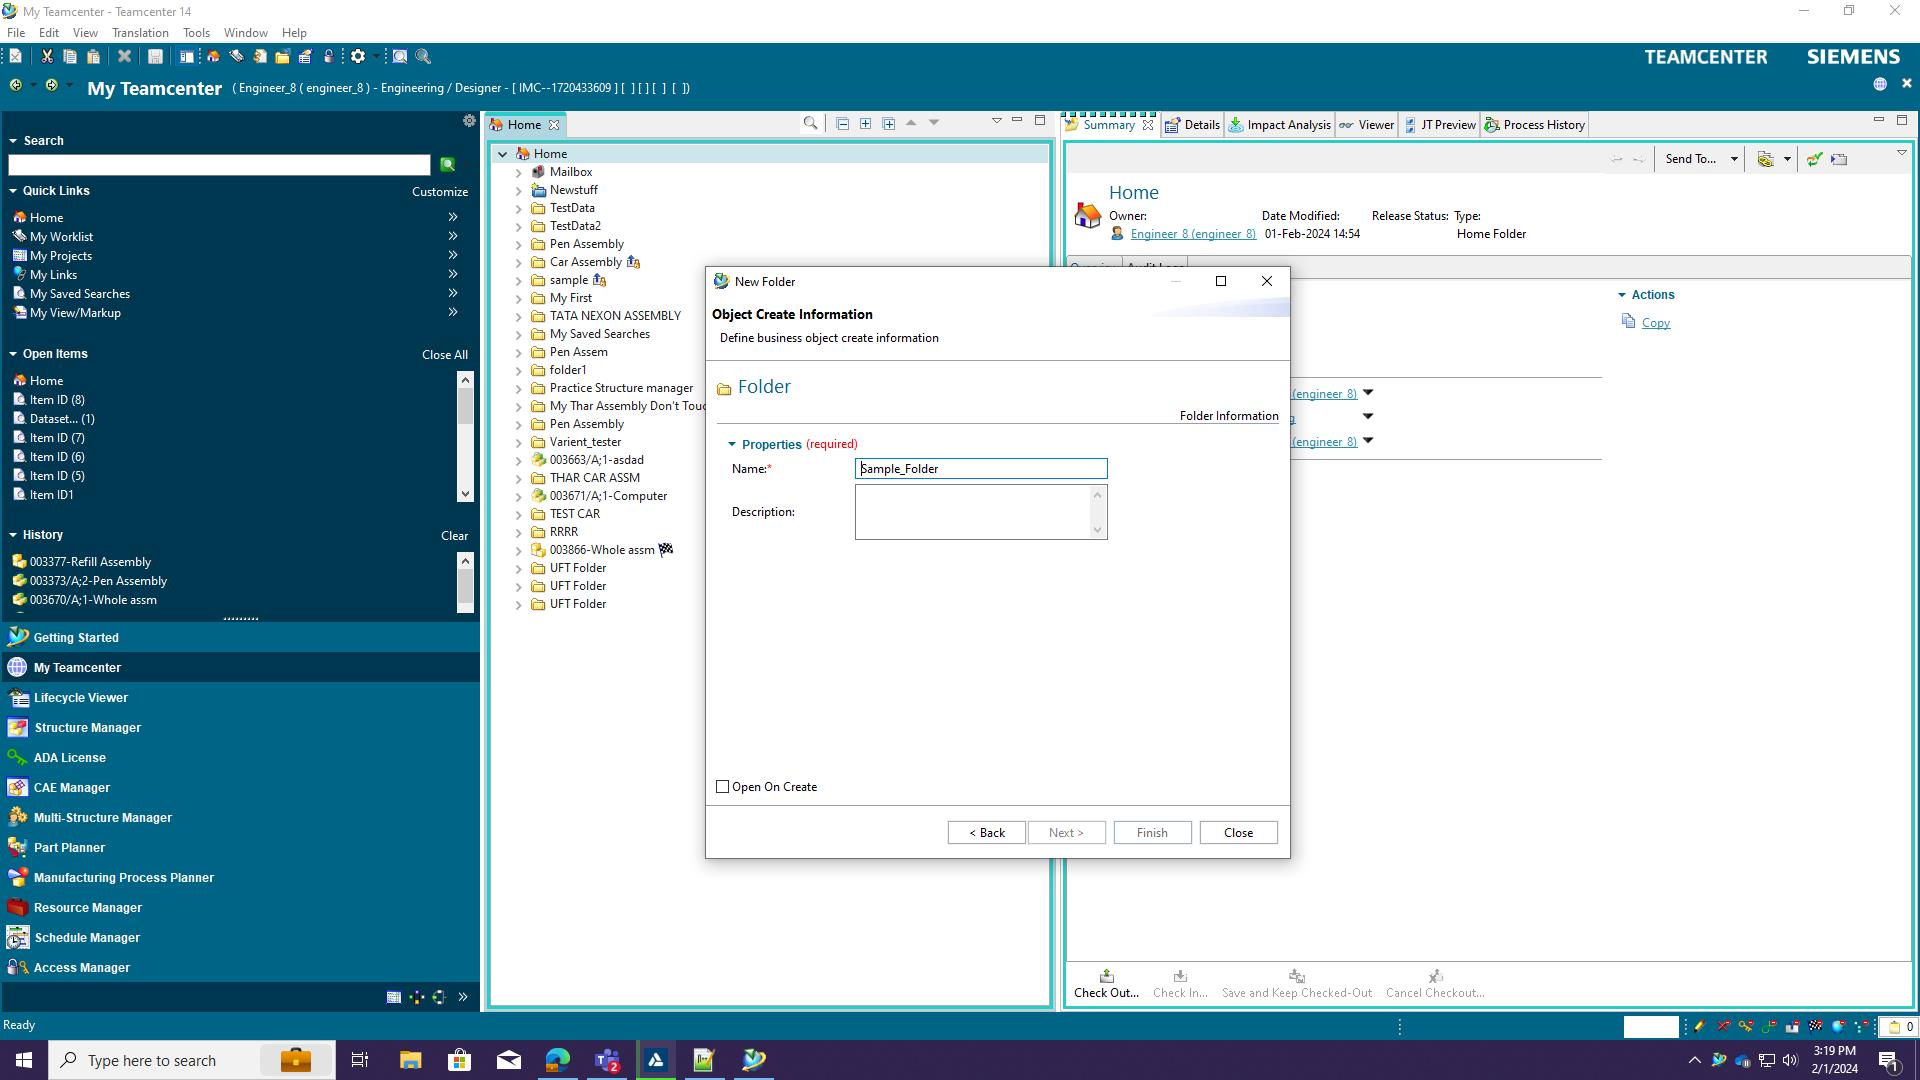 My Teamcenter - Teamcenter 14
File Edit View Translation Tools Window Help
TEAMCENTER SIEMENS
My Teamcenter ( Engineer_8 ( engineer_8 ) - Engineering / Designer - [ IMC--1720433609 ] [ ] [ ] [ ] [ ])
Search
Quick Links Customize
Home
My Worklist
My Projects
My Links
My Saved Searches
My View/Markup
Open Items Close All
Home
Item ID (8)
Dataset... (1)
Item ID (7)
Item ID (6)
Item ID (5)
Item ID1
History Clear
003377-Refill Assembly
003373/A;2-Pen Assembly
003670/A;1-Whole assm
Getting Started
My Teamcenter
Lifecycle Viewer
Structure Manager
ADA License
CAE Manager
Multi-Structure Manager
Part Planner
Manufacturing Process Planner
Resource Manager
Schedule Manager
Access Manager
Home
Home
Mailbox
Newstuff
TestData
TestData2
Pen Assembly
Car Assembly
sample
My First
TATA NEXON ASSEMBLY
My Saved Searches
Pen Assem
folder1
Practice Structure manager
My Thar Assembly Don't Touc
Pen Assembly
Varient_tester
003663/A;1-asdad
THAR CAR ASSM
003671/A;1-Computer
TEST CAR
RRRR
003866-Whole assm
UFT Folder
UFT Folder
UFT Folder
Summary Details Impact Analysis Viewer JT Preview Process History
Send To...
Home
Owner: Date Modified: Release Status: Type:
Engineer 8 (engineer 8) 01-Feb-2024 14:54 Home Folder
Actions
Copy
(engineer 8)
(engineer 8)
New Folder
Object Create Information
Define business object create information
Folder
Folder Information
Properties (required)
Name:* Sample_Folder
Description:
Open On Create
< Back Next > Finish Close
Check Out... Check In... Save and Keep Checked-Out Cancel Checkout...
Ready
0
Type here to search
2
3:19 PM
2/1/2024
1